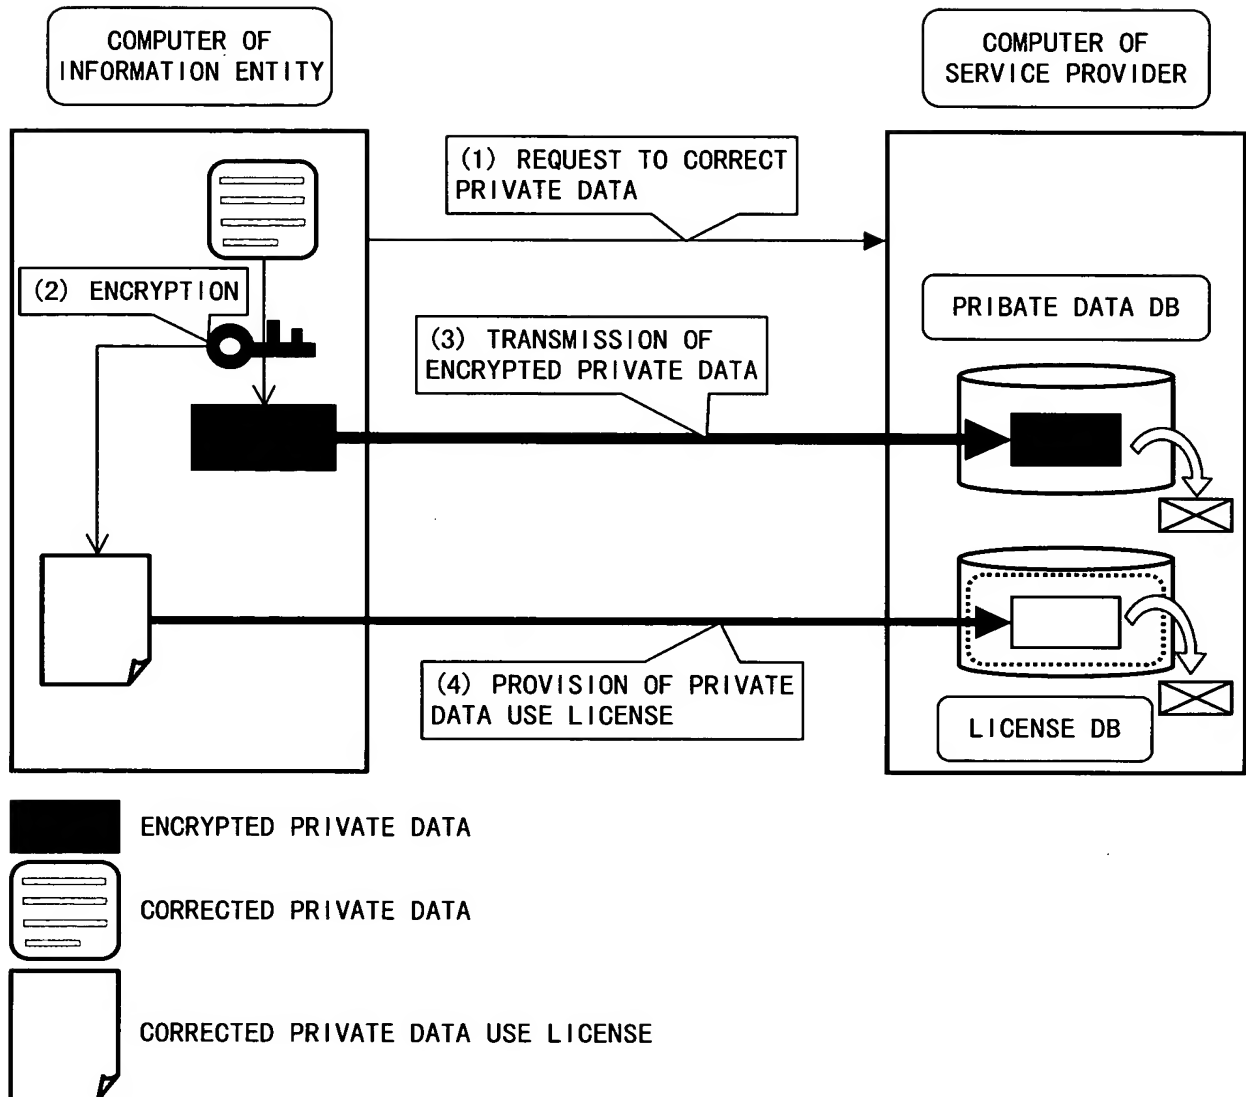 COMPUTER OF
INFORMATION ENTITY
COMPUTER OF
SERVICE PROVIDER
(1) REQUEST TO CORRECT
PRIVATE DATA
(2) ENCRYPTION
PRIBATE DATA DB
(3) TRANSMISSION OF
ENCRYPTED PRIVATE DATA
(4) PROVISION OF PRIVATE
DATA USE LICENSE
LICENSE DB
ENCRYPTED PRIVATE DATA
CORRECTED PRIVATE DATA
CORRECTED PRIVATE DATA USE LICENSE